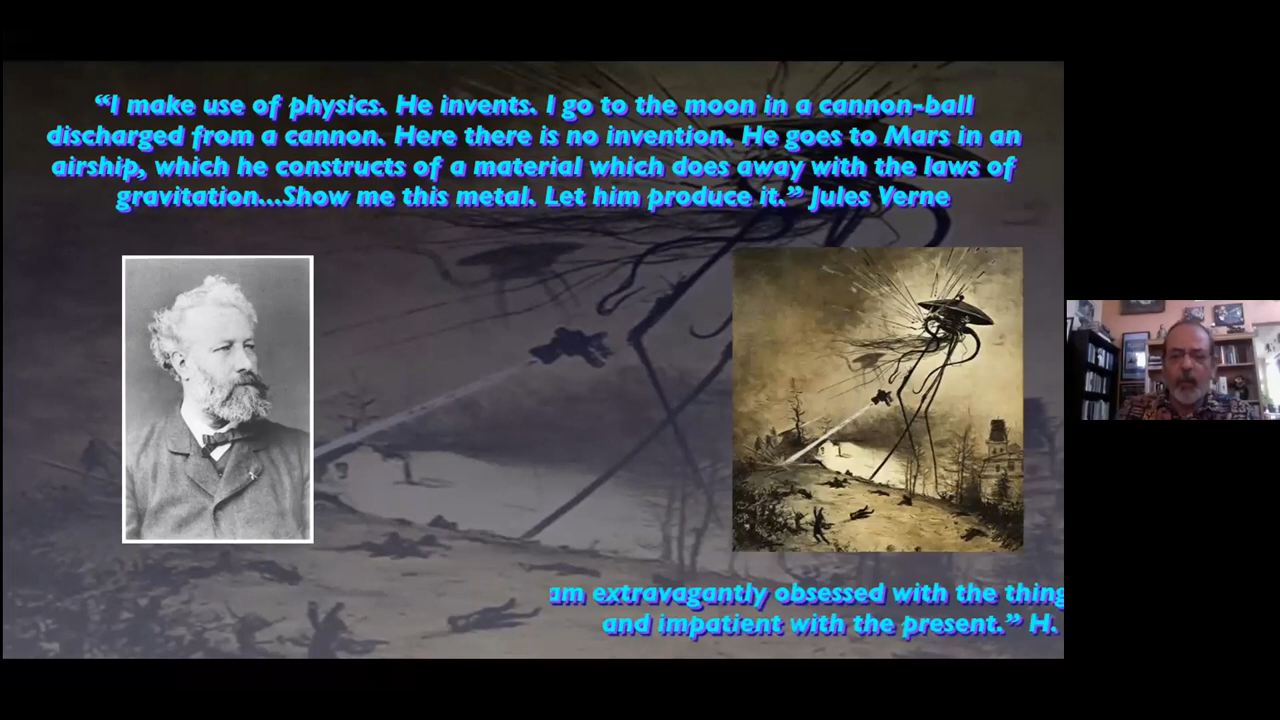 “I make use of physics. He invents. I go to the moon in a cannon-ball
discharged from a cannon. Here there is no invention. He goes to Mars in an
airship, which he constructs of a material which does away with the laws of
gravitation...Show me this metal. Let him produce it.” Jules Verne
am extravagantly obsessed with the thing
and impatient with the present.” H.